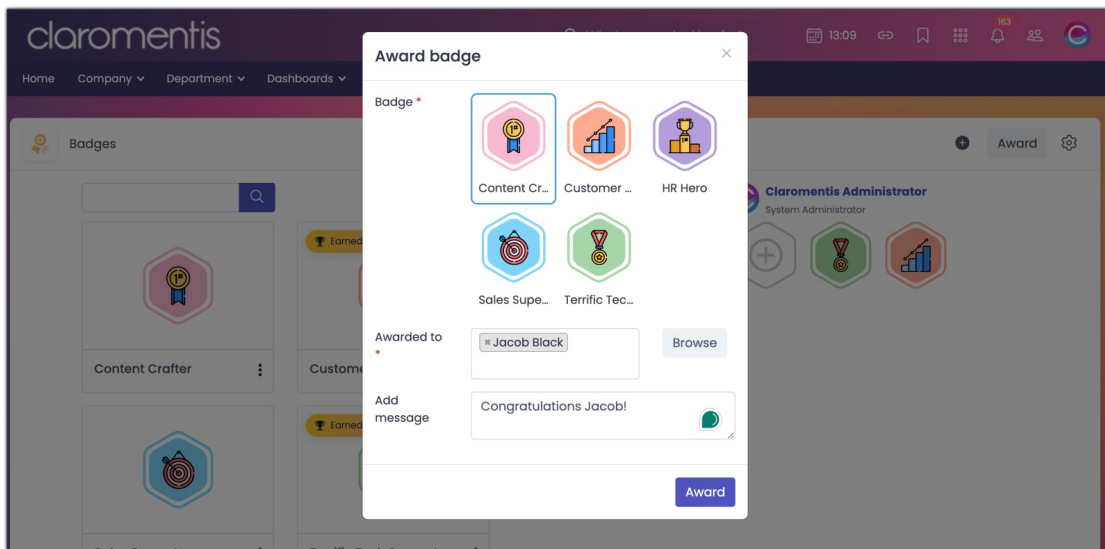 claromentis
13:09
163
Home Company Department Dashboards
Badges
Award
Earned
Content Crafter
Custome
Earned
Claromentis Administrator
System Administrator
Award badge
Badge *
Content Cr...
Customer ...
HR Hero
Sales Supe...
Terrific Tec...
Awarded to
*
Jacob Black
Browse
Add
message
Congratulations Jacob!
Award